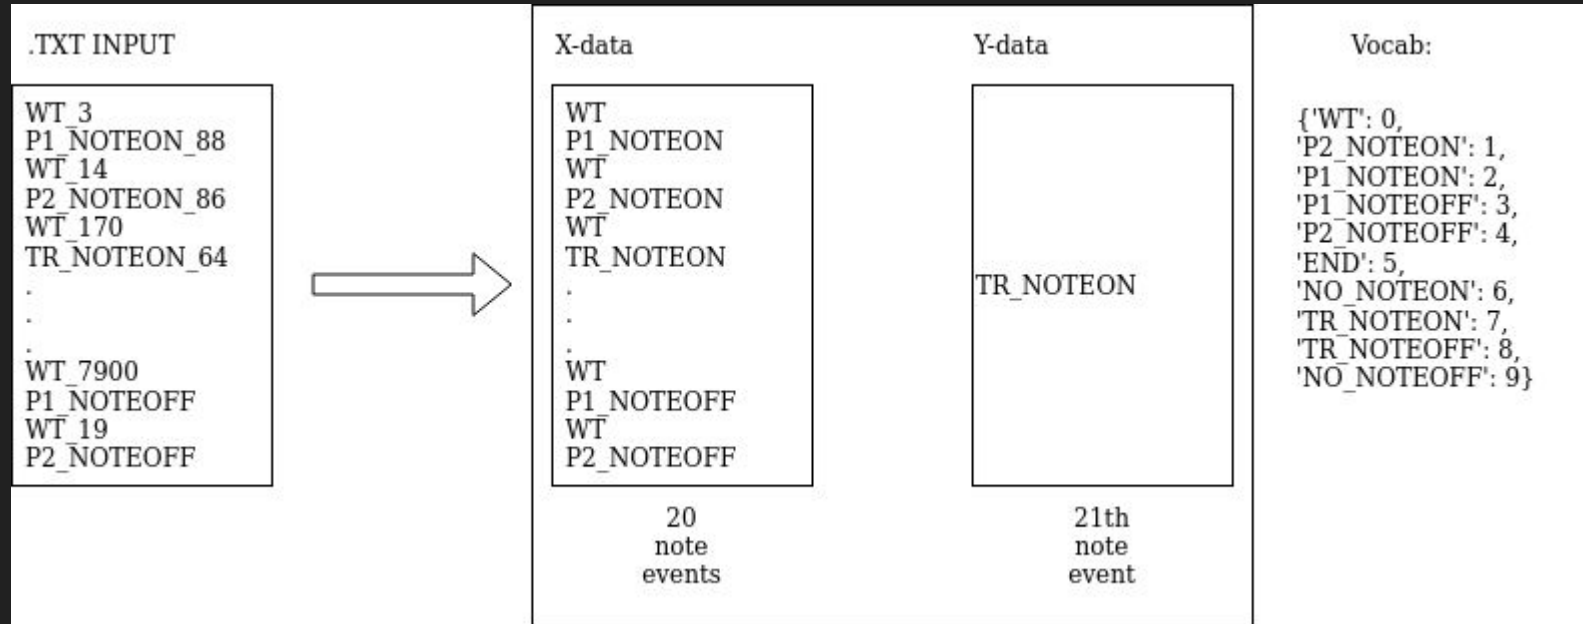 .TXT INPUT
WT_3
P1_NOTEON_88
WT_14
P2_NOTEON_86
WT_170
TR_NOTEON_64
.
.
.
WT_7900
P1_NOTEOFF
WT_19
P2_NOTEOFF
X-data
WT
P1_NOTEON
WT
P2_NOTEON
WT
TR_NOTEON
.
.
.
WT
P1_NOTEOFF
WT
P2_NOTEOFF
20
note
events
Y-data
TR_NOTEON
21th
note
event
Vocab:
{'WT': 0,
'P2_NOTEON': 1,
'P1_NOTEON': 2,
'P1_NOTEOFF': 3,
'P2_NOTEOFF': 4,
'END': 5,
'NO_NOTEON': 6,
'TR_NOTEON': 7,
'TR_NOTEOFF': 8,
'NO_NOTEOFF': 9}